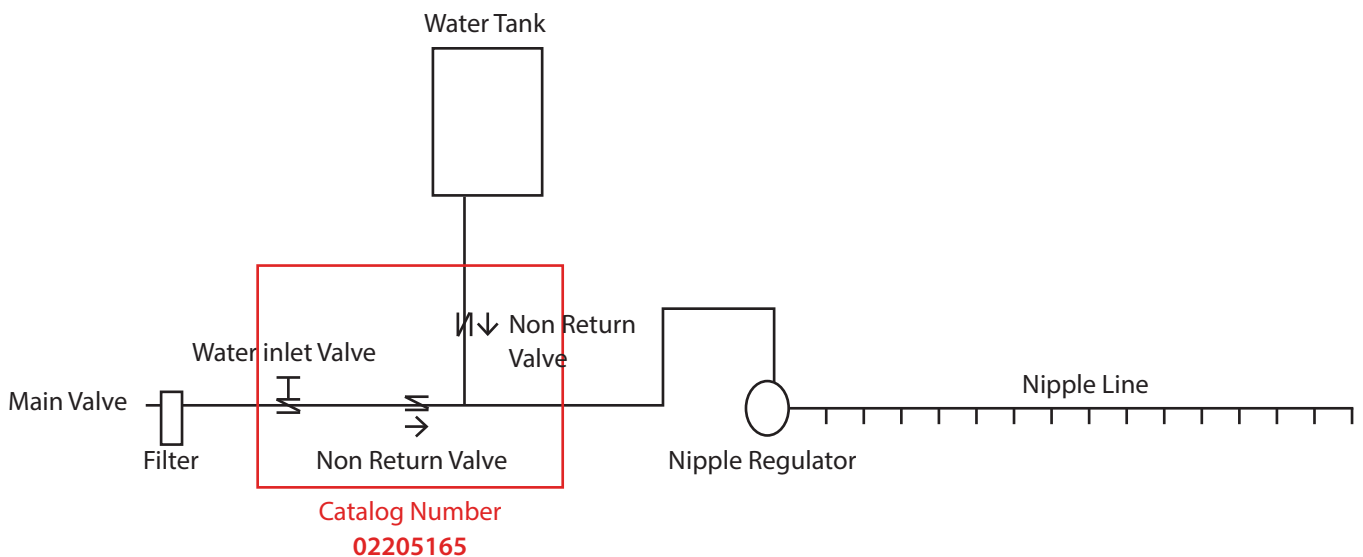 Water Tank
Non Return
Valve
Water inlet Valve
Main Valve
Nipple Line
Filter
Non Return Valve
Nipple Regulator
Catalog Number
02205165